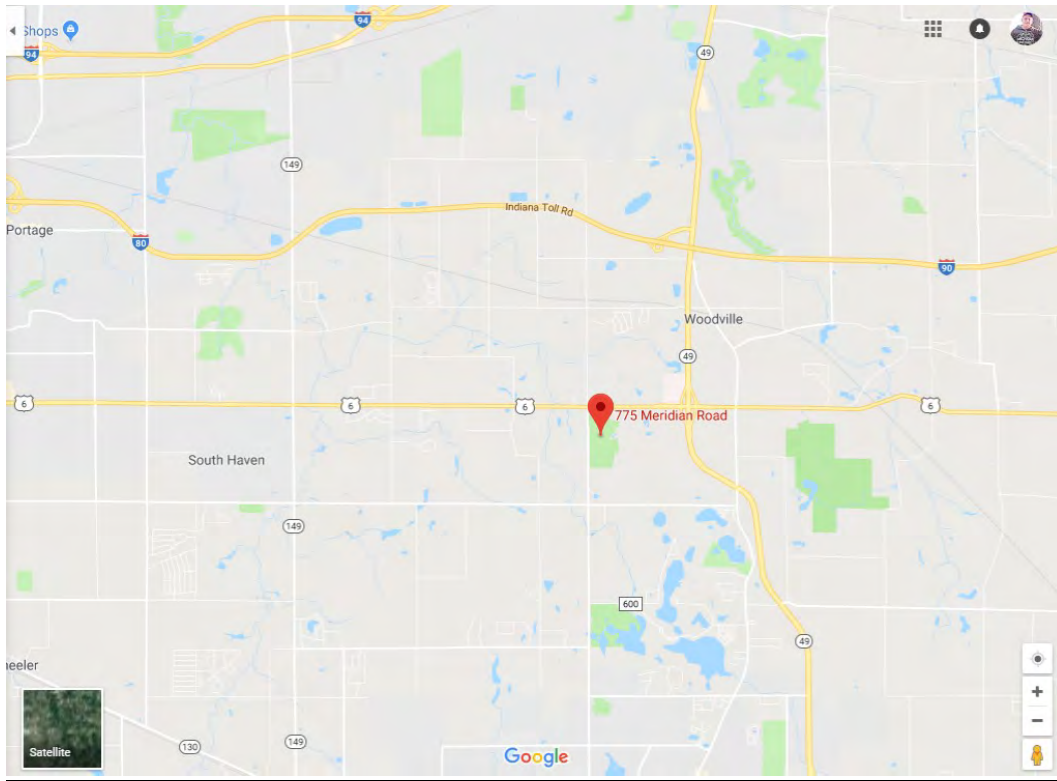 Shops
94
94
49
149
Indiana Toll Rd
Portage
80
90
Woodville
49
6
6
6
6
775 Meridian Road
South Haven
149
600
49
heeler
Satellite
130
149
Google